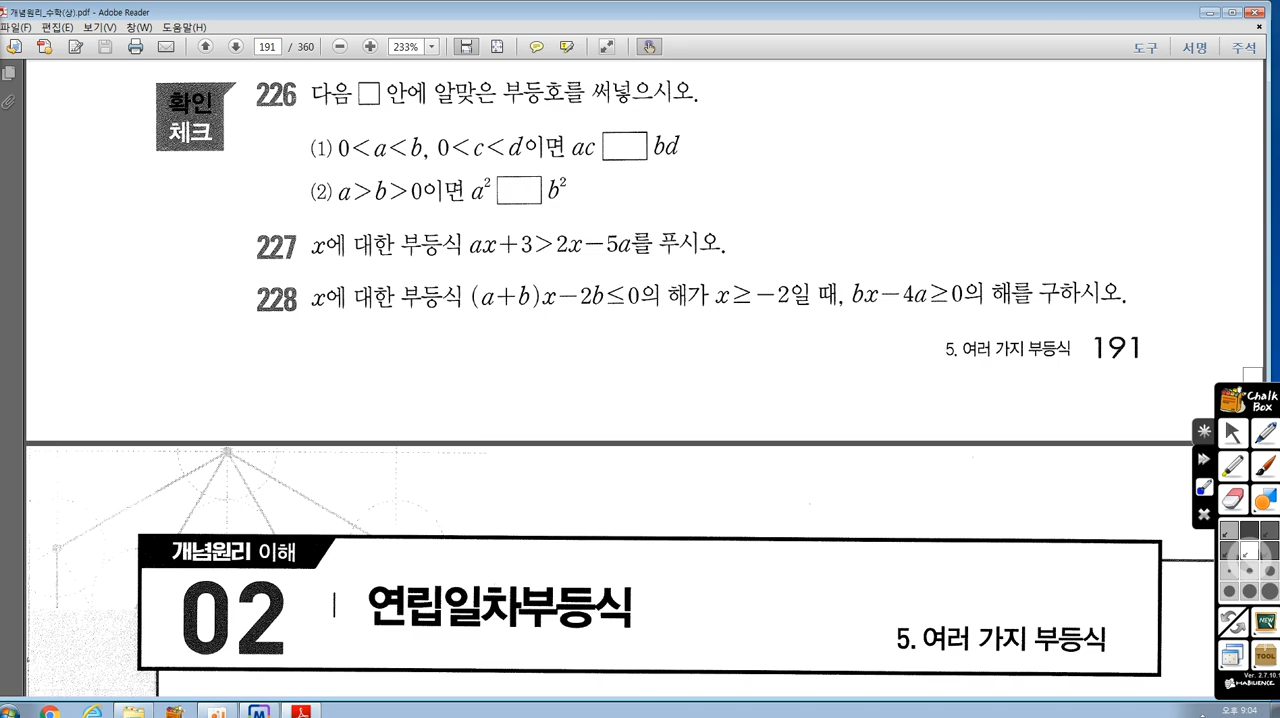 개념원리_수학(상).pdf - Adobe Reader
파일(F) 편집(E) 보기(V) 창(W) 도움말(H)
191 / 360 233% 도구 서명 주석
확인
체크
226 다음 □ 안에 알맞은 부등호를 써넣으시오.
(1) 0<a<b, 0<c<d이면 ac □ bd
(2) a>b>0이면 a² □ b²
227 x에 대한 부등식 ax+3>2x-5a를 푸시오.
228 x에 대한 부등식 (a+b)x-2b≤0의 해가 x≥-2일 때, bx-4a≥0의 해를 구하시오.
5. 여러 가지 부등식 191
Chalk
Box
개념원리 이해
02 연립일차부등식
5. 여러 가지 부등식
NEW
TOOL
Ver. 2.7.10.
HABILIENCE
오후 9:04